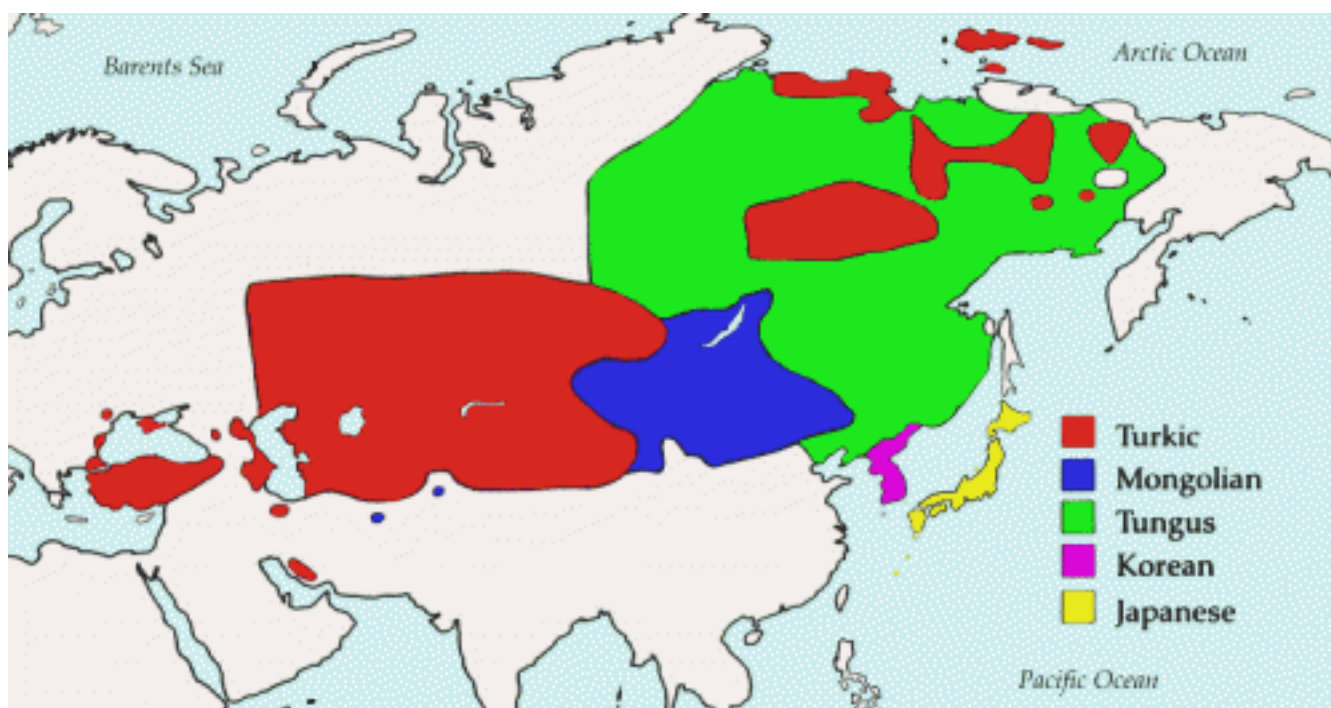 Barents Sea
Arctic Ocean
Turkic
Mongolian
Tungus
Korean
Japanese
Pacific Ocean